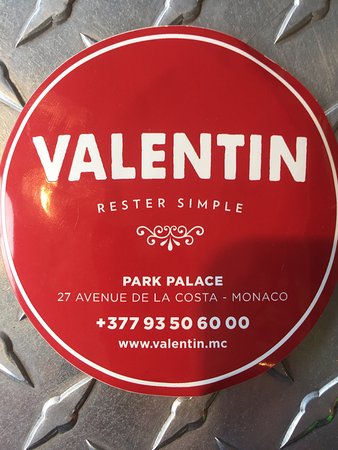 VALENTIN
RESTER SIMPLE
PARK PALACE
27 AVENUE DE LA COSTA - MONACO
+377 93 50 60 00
www.valentin.mc